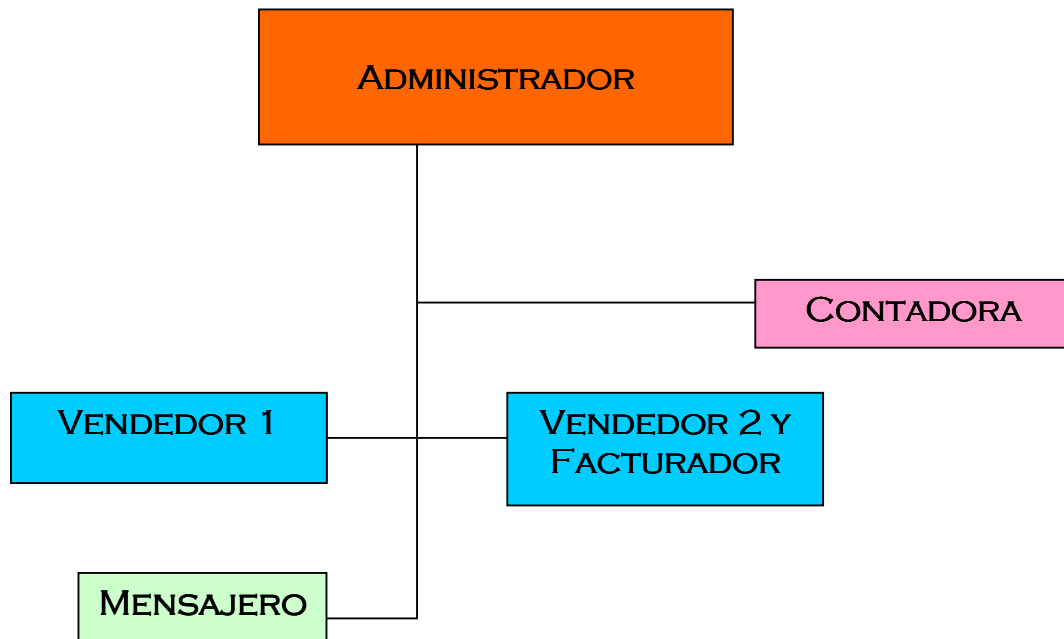 Administrador
Contadora
Vendedor 1
Vendedor 2 y
Facturador
Mensajero